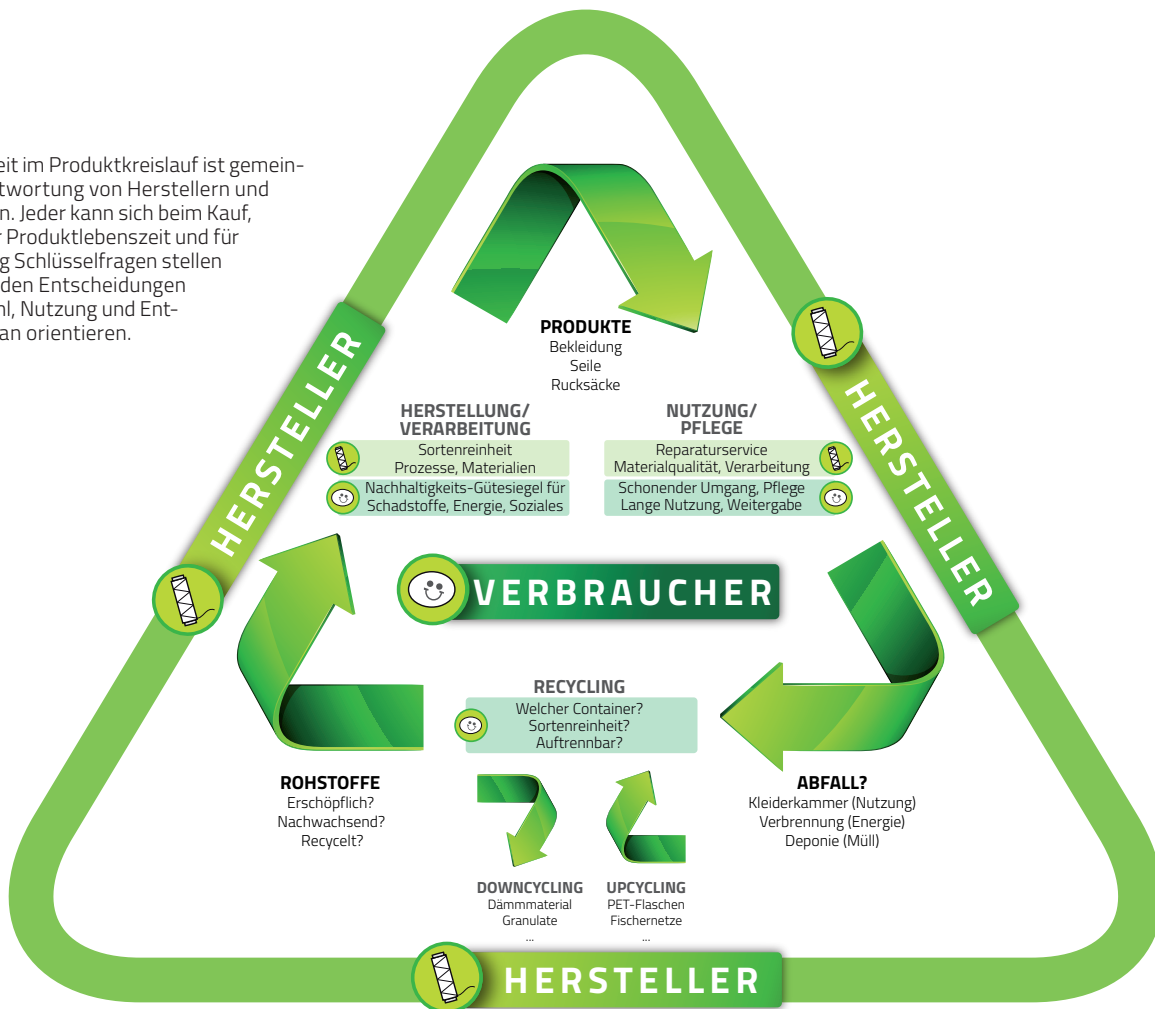 eit im Produktkreislauf ist gemein-
twortung von Herstellern und
n. Jeder kann sich beim Kauf,
r Produktlebenszeit und für
g Schlüsselfragen stellen
den Entscheidungen
hl, Nutzung und Ent-
an orientieren.
HERSTELLER
HERSTELLER
PRODUKTE
Bekleidung
Seile
Rucksäcke
HERSTELLUNG/
VERARBEITUNG
Sortenreinheit
Prozesse, Materialien
Nachhaltigkeits-Gütesiegel für
Schadstoffe, Energie, Soziales
NUTZUNG/
PFLEGE
Reparaturservice
Materialqualität, Verarbeitung
Schonender Umgang, Pflege
Lange Nutzung, Weitergabe
VERBRAUCHER
RECYCLING
Welcher Container?
Sortenreinheit?
Auftrennbar?
ROHSTOFFE
Erschöpflich?
Nachwachsend?
Recycelt?
ABFALL?
Kleiderkammer (Nutzung)
Verbrennung (Energie)
Deponie (Müll)
DOWNCYCLING
Dämmmaterial
Granulate
...
UPCYCLING
PET-Flaschen
Fischernetze
...
HERSTELLER